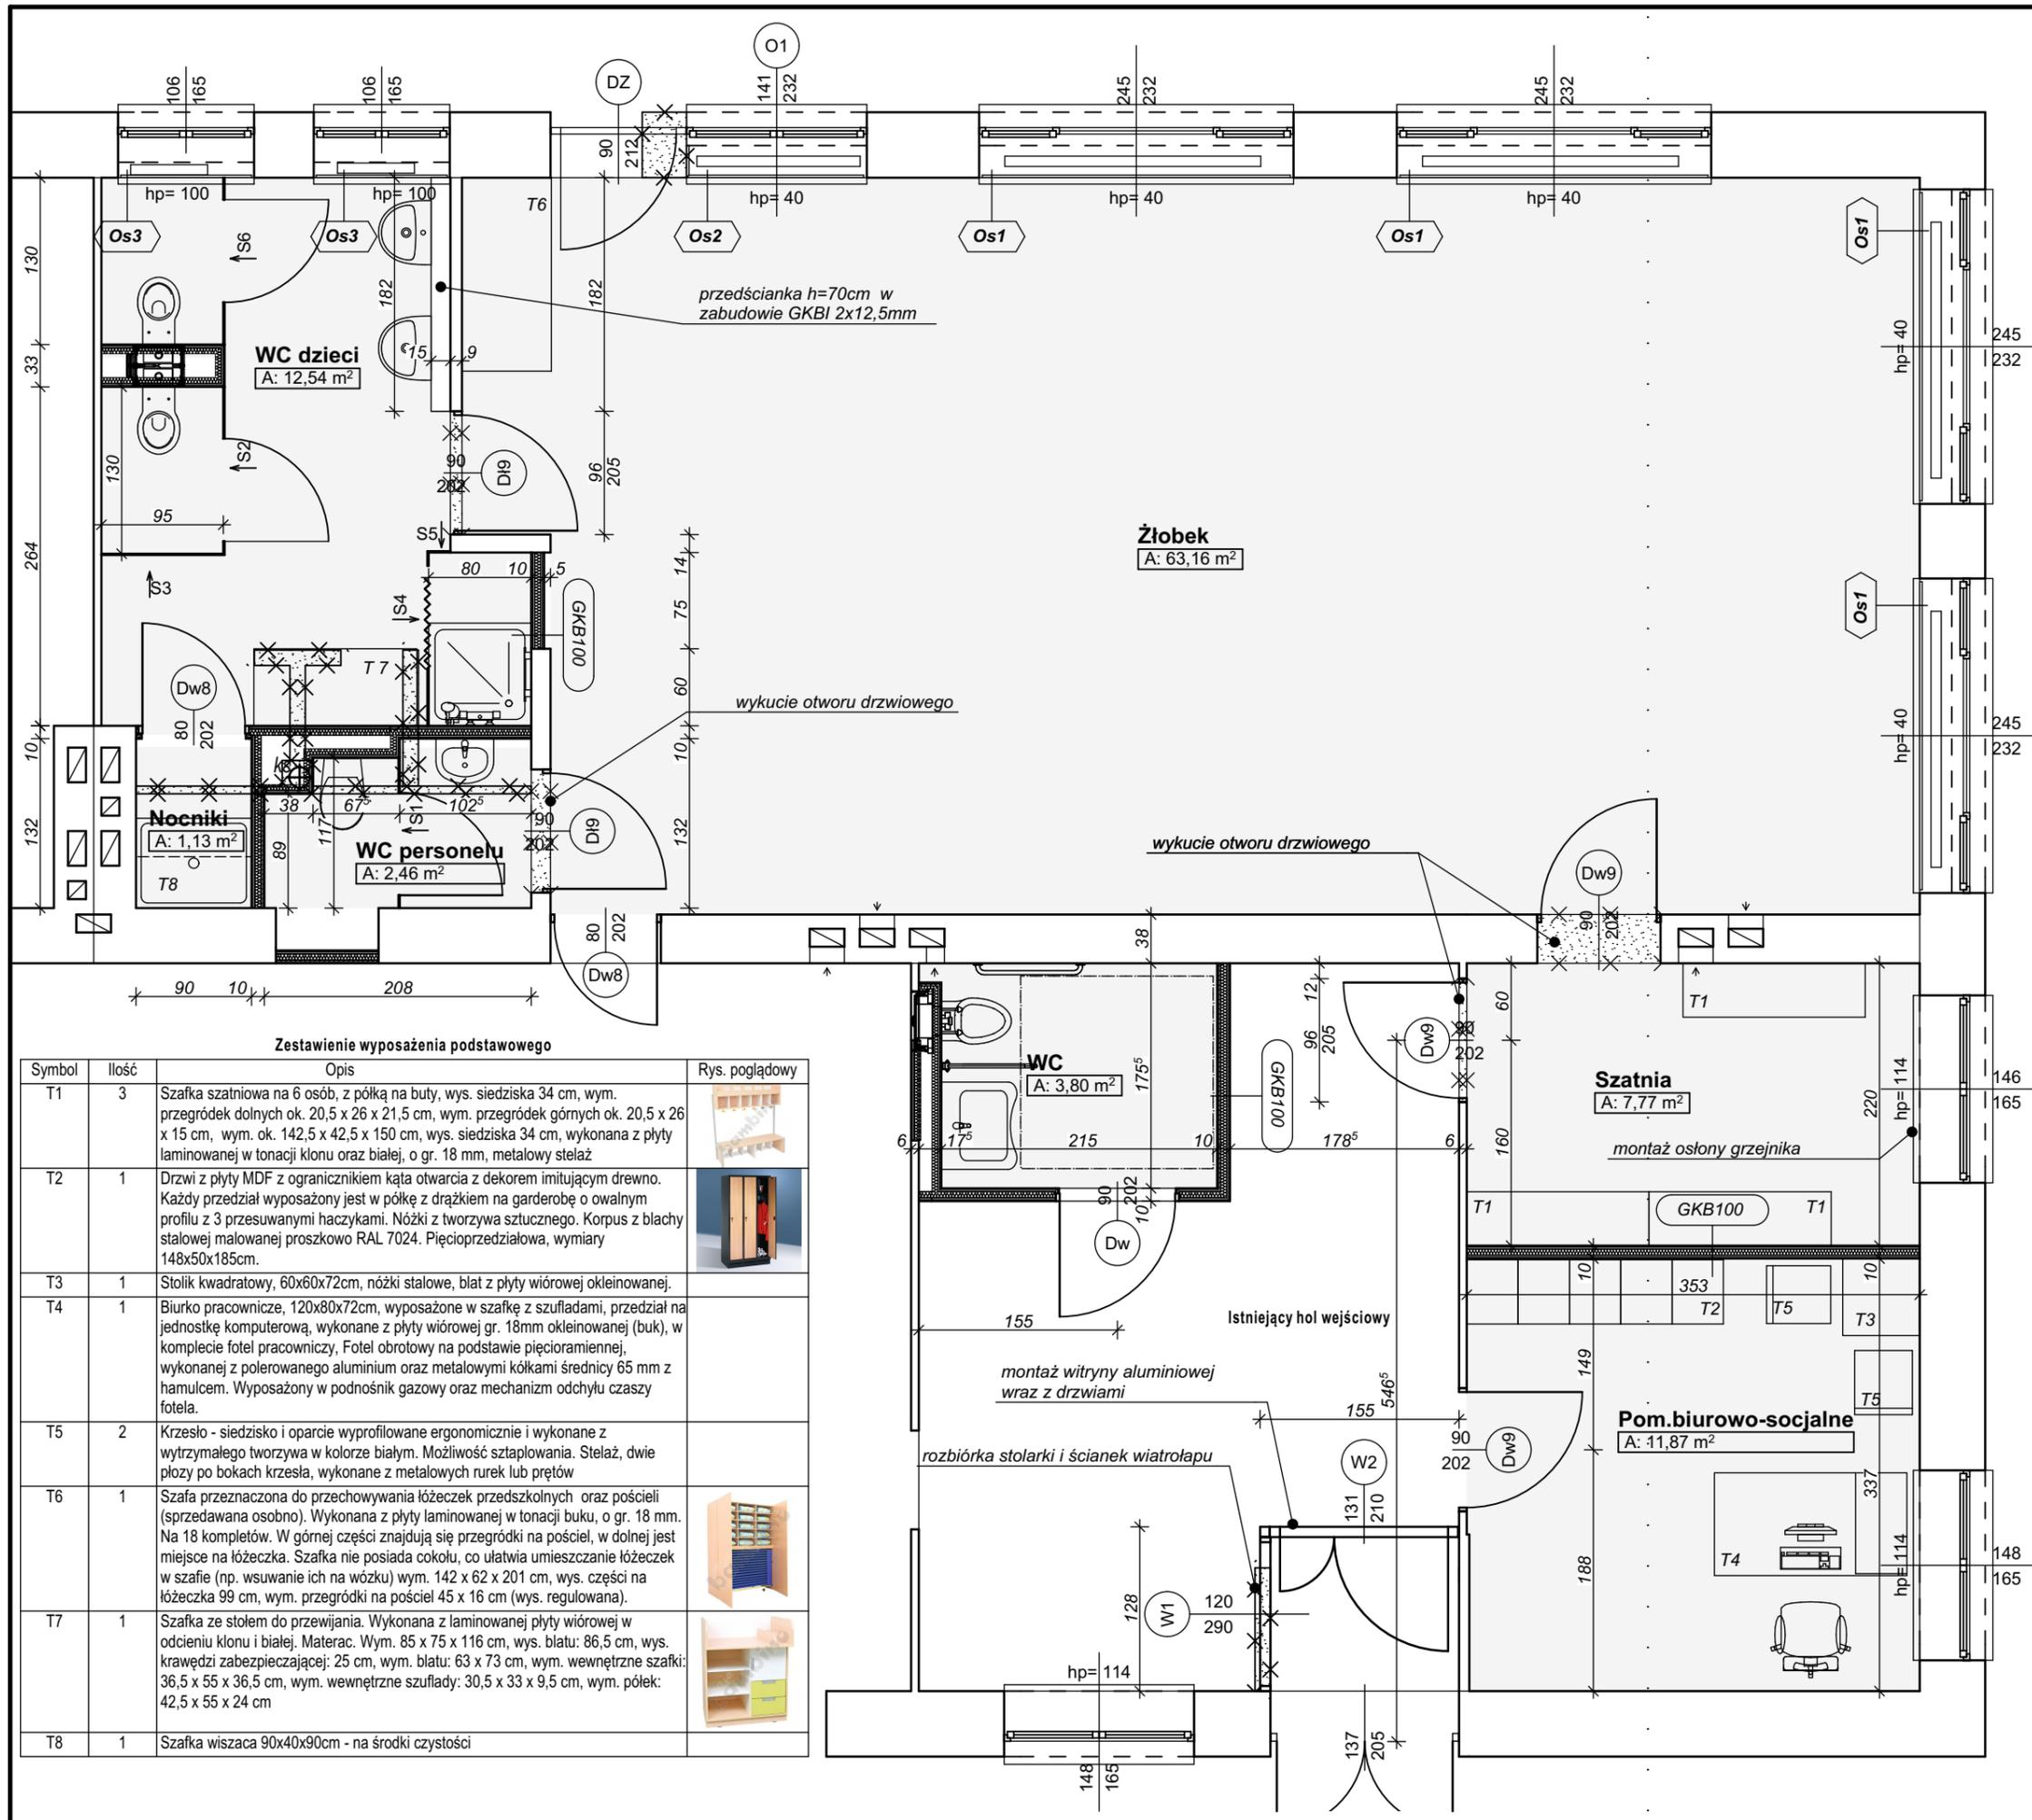 O1
DZ
106
165
106
165
141
232
245
232
245
232
90
212
hp= 100
hp= 100
hp= 40
hp= 40
hp= 40
T6
Os3
Os3
Os2
Os1
Os1
Os1
S6
130
182
182
przedścianka h=70cm w
zabudowie GKBI 2x12,5mm
hp= 40
245
232
33
WC dzieci
A: 12,54 m²
15
9
S2
130
90
202
Dł9
96
205
95
264
S5
Żłobek
A: 63,16 m²
80
10
5
14
S3
S4
GKB100
75
Os1
T 7
60
Dw8
80
202
wykucie otworu drzwiowego
hp= 40
245
232
10
10
38
67⁵
102⁵
Nocniki
A: 1,13 m²
S1
90
202
Dł9
132
132
117
89
WC personelu
A: 2,46 m²
wykucie otworu drzwiowego
T8
Dw9
90
202
80
202
Dw8
38
90
10
208
12
60
T1
Zestawienie wyposażenia podstawowego
Symbol
Ilość
Opis
Rys. poglądowy
T1
3
Szafka szatniowa na 6 osób, z półką na buty, wys. siedziska 34 cm, wym.
przegródek dolnych ok. 20,5 x 26 x 21,5 cm, wym. przegródek górnych ok. 20,5 x 26
x 15 cm, wym. ok. 142,5 x 42,5 x 150 cm, wys. siedziska 34 cm, wykonana z płyty
laminowanej w tonacji klonu oraz białej, o gr. 18 mm, metalowy stelaż
T2
1
Drzwi z płyty MDF z ogranicznikiem kąta otwarcia z dekorem imitującym drewno.
Każdy przedział wyposażony jest w półkę z drążkiem na garderobę o owalnym
profilu z 3 przesuwanymi haczykami. Nóżki z tworzywa sztucznego. Korpus z blachy
stalowej malowanej proszkowo RAL 7024. Pięcioprzedziałowa, wymiary
148x50x185cm.
T3
1
Stolik kwadratowy, 60x60x72cm, nóżki stalowe, blat z płyty wiórowej okleinowanej.
T4
1
Biurko pracownicze, 120x80x72cm, wyposażone w szafkę z szufladami, przedział na
jednostkę komputerową, wykonane z płyty wiórowej gr. 18mm okleinowanej (buk), w
komplecie fotel pracowniczy, Fotel obrotowy na podstawie pięcioramiennej,
wykonanej z polerowanego aluminium oraz metalowymi kółkami średnicy 65 mm z
hamulcem. Wyposażony w podnośnik gazowy oraz mechanizm odchyłu czaszy
fotela.
T5
2
Krzesło - siedzisko i oparcie wyprofilowane ergonomicznie i wykonane z
wytrzymałego tworzywa w kolorze białym. Możliwość sztaplowania. Stelaż, dwie
płozy po bokach krzesła, wykonane z metalowych rurek lub prętów
T6
1
Szafa przeznaczona do przechowywania łóżeczek przedszkolnych oraz pościeli
(sprzedawana osobno). Wykonana z płyty laminowanej w tonacji buku, o gr. 18 mm.
Na 18 kompletów. W górnej części znajdują się przegródki na pościel, w dolnej jest
miejsce na łóżeczka. Szafka nie posiada cokołu, co ułatwia umieszczanie łóżeczek
w szafie (np. wsuwanie ich na wózku) wym. 142 x 62 x 201 cm, wys. części na
łóżeczka 99 cm, wym. przegródki na pościel 45 x 16 cm (wys. regulowana).
T7
1
Szafka ze stołem do przewijania. Wykonana z laminowanej płyty wiórowej w
odcieniu klonu i białej. Materac. Wym. 85 x 75 x 116 cm, wys. blatu: 86,5 cm, wys.
krawędzi zabezpieczającej: 25 cm, wym. blatu: 63 x 73 cm, wym. wewnętrzne szafki:
36,5 x 55 x 36,5 cm, wym. wewnętrzne szuflady: 30,5 x 33 x 9,5 cm, wym. półek:
42,5 x 55 x 24 cm
T8
1
Szafka wiszaca 90x40x90cm - na środki czystości
WC
A: 3,80 m²
175⁵
GKB100
96
205
Dw9
90
202
Szatnia
A: 7,77 m²
hp= 114
146
165
220
6
17⁵
215
10
178⁵
6
160
montaż osłony grzejnika
90
202
10
T1
GKB100
T1
Dw
10
353
10
T2
T5
T3
155
Istniejący hol wejściowy
149
montaż witryny aluminiowej
wraz z drzwiami
546⁵
T5
155
Pom.biurowo-socjalne
A: 11,87 m²
90
202
Dw9
rozbiórka stolarki i ścianek wiatrołapu
W2
131
210
337
T4
hp= 114
148
165
188
128
W1
120
290
hp= 114
148
165
137
205